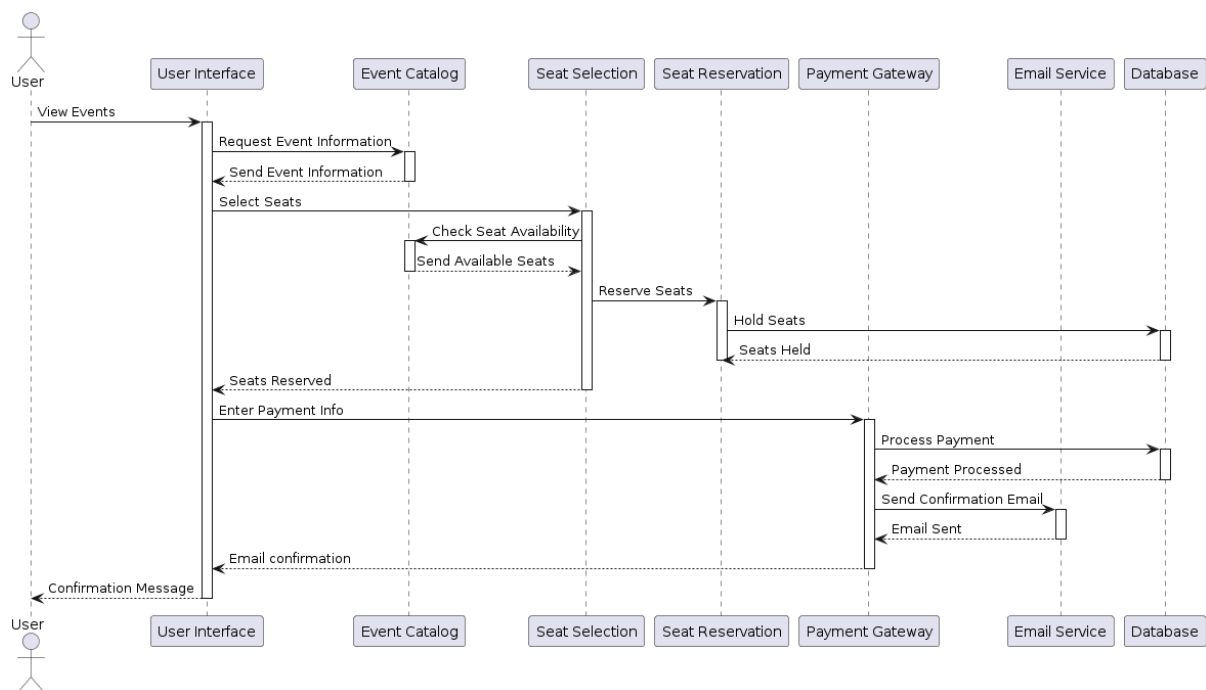 User
User Interface
Event Catalog
Seat Selection
Seat Reservation
Payment Gateway
Email Service
Database
View Events
Request Event Information
Send Event Information
Select Seats
Check Seat Availability
Send Available Seats
Reserve Seats
Hold Seats
Seats Held
Seats Reserved
Enter Payment Info
Process Payment
Payment Processed
Send Confirmation Email
Email Sent
Email confirmation
Confirmation Message
User
User Interface
Event Catalog
Seat Selection
Seat Reservation
Payment Gateway
Email Service
Database